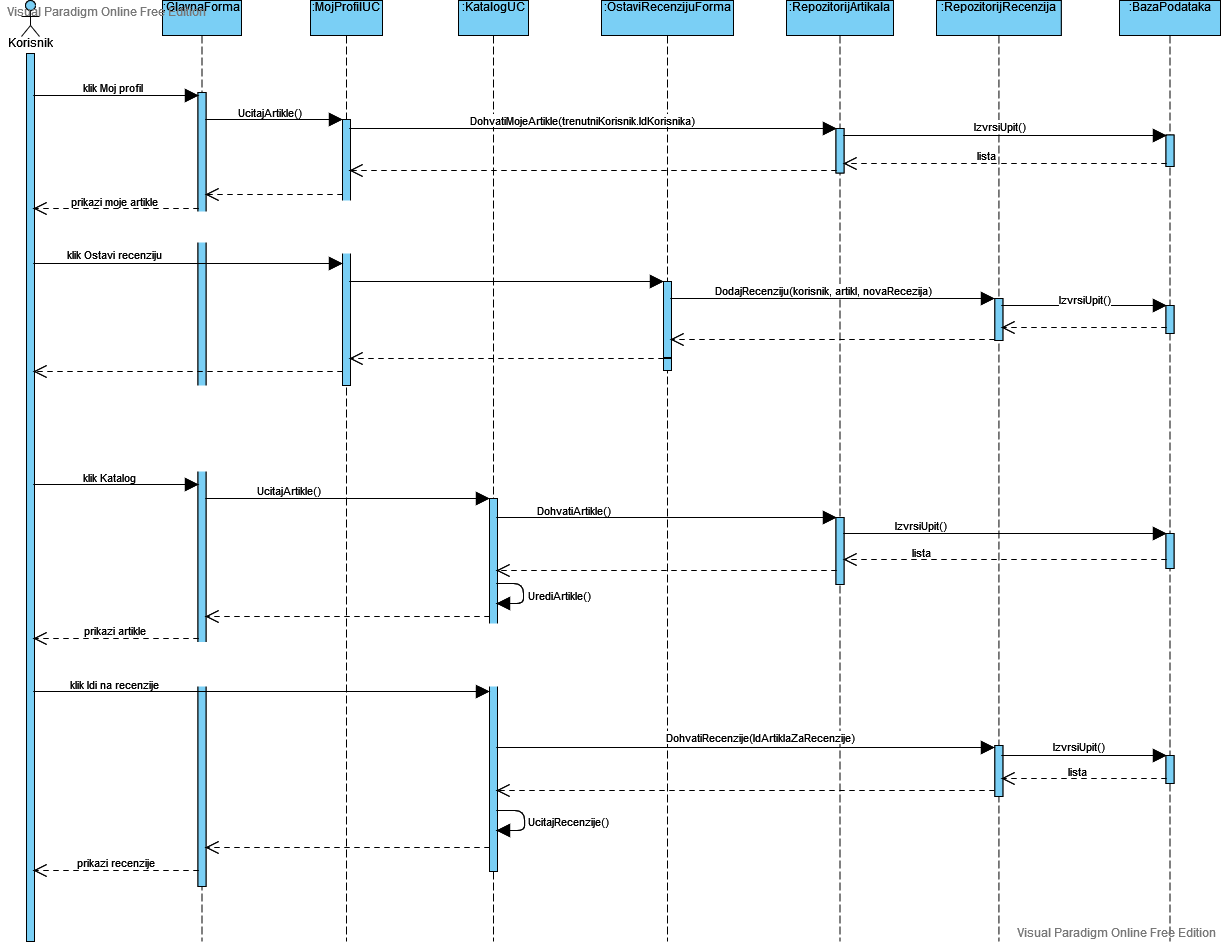 Visual Paradigm Online Free Edition
:GlavnaForma
:MojProfilUC
:KatalogUC
:OstaviRecenzijuForma
:RepozitorijArtikala
:RepozitorijRecenzija
:BazaPodataka
Korisnik
klik Moj profil
UcitajArtikle()
DohvatiMojeArtikle(trenutniKorisnik.IdKorisnika)
IzvrsiUpit()
lista
prikazi moje artikle
klik Ostavi recenziju
DodajRecenziju(korisnik, artikl, novaRecezija)
IzvrsiUpit()
klik Katalog
UcitajArtikle()
DohvatiArtikle()
IzvrsiUpit()
lista
UrediArtikle()
prikazi artikle
klik Idi na recenzije
DohvatiRecenzije(IdArtiklaZaRecenzije)
IzvrsiUpit()
lista
UcitajRecenzije()
prikazi recenzije
Visual Paradigm Online Free Edition